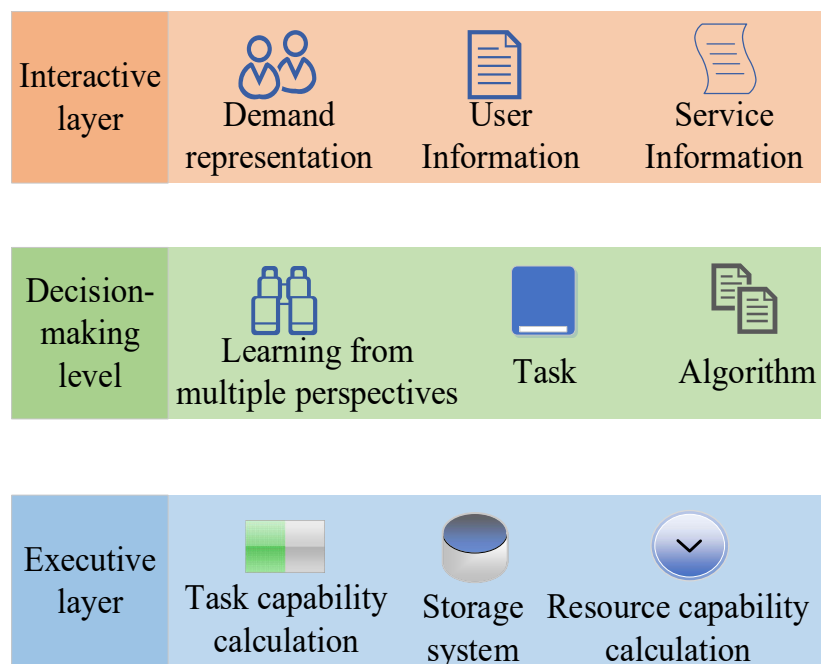 Interactive
layer
Demand
representation
User
Information
Service
Information
Decision-
making
level
Learning from
multiple perspectives
Task
Algorithm
Executive
layer
Task capability
calculation
Storage
system
Resource capability
calculation